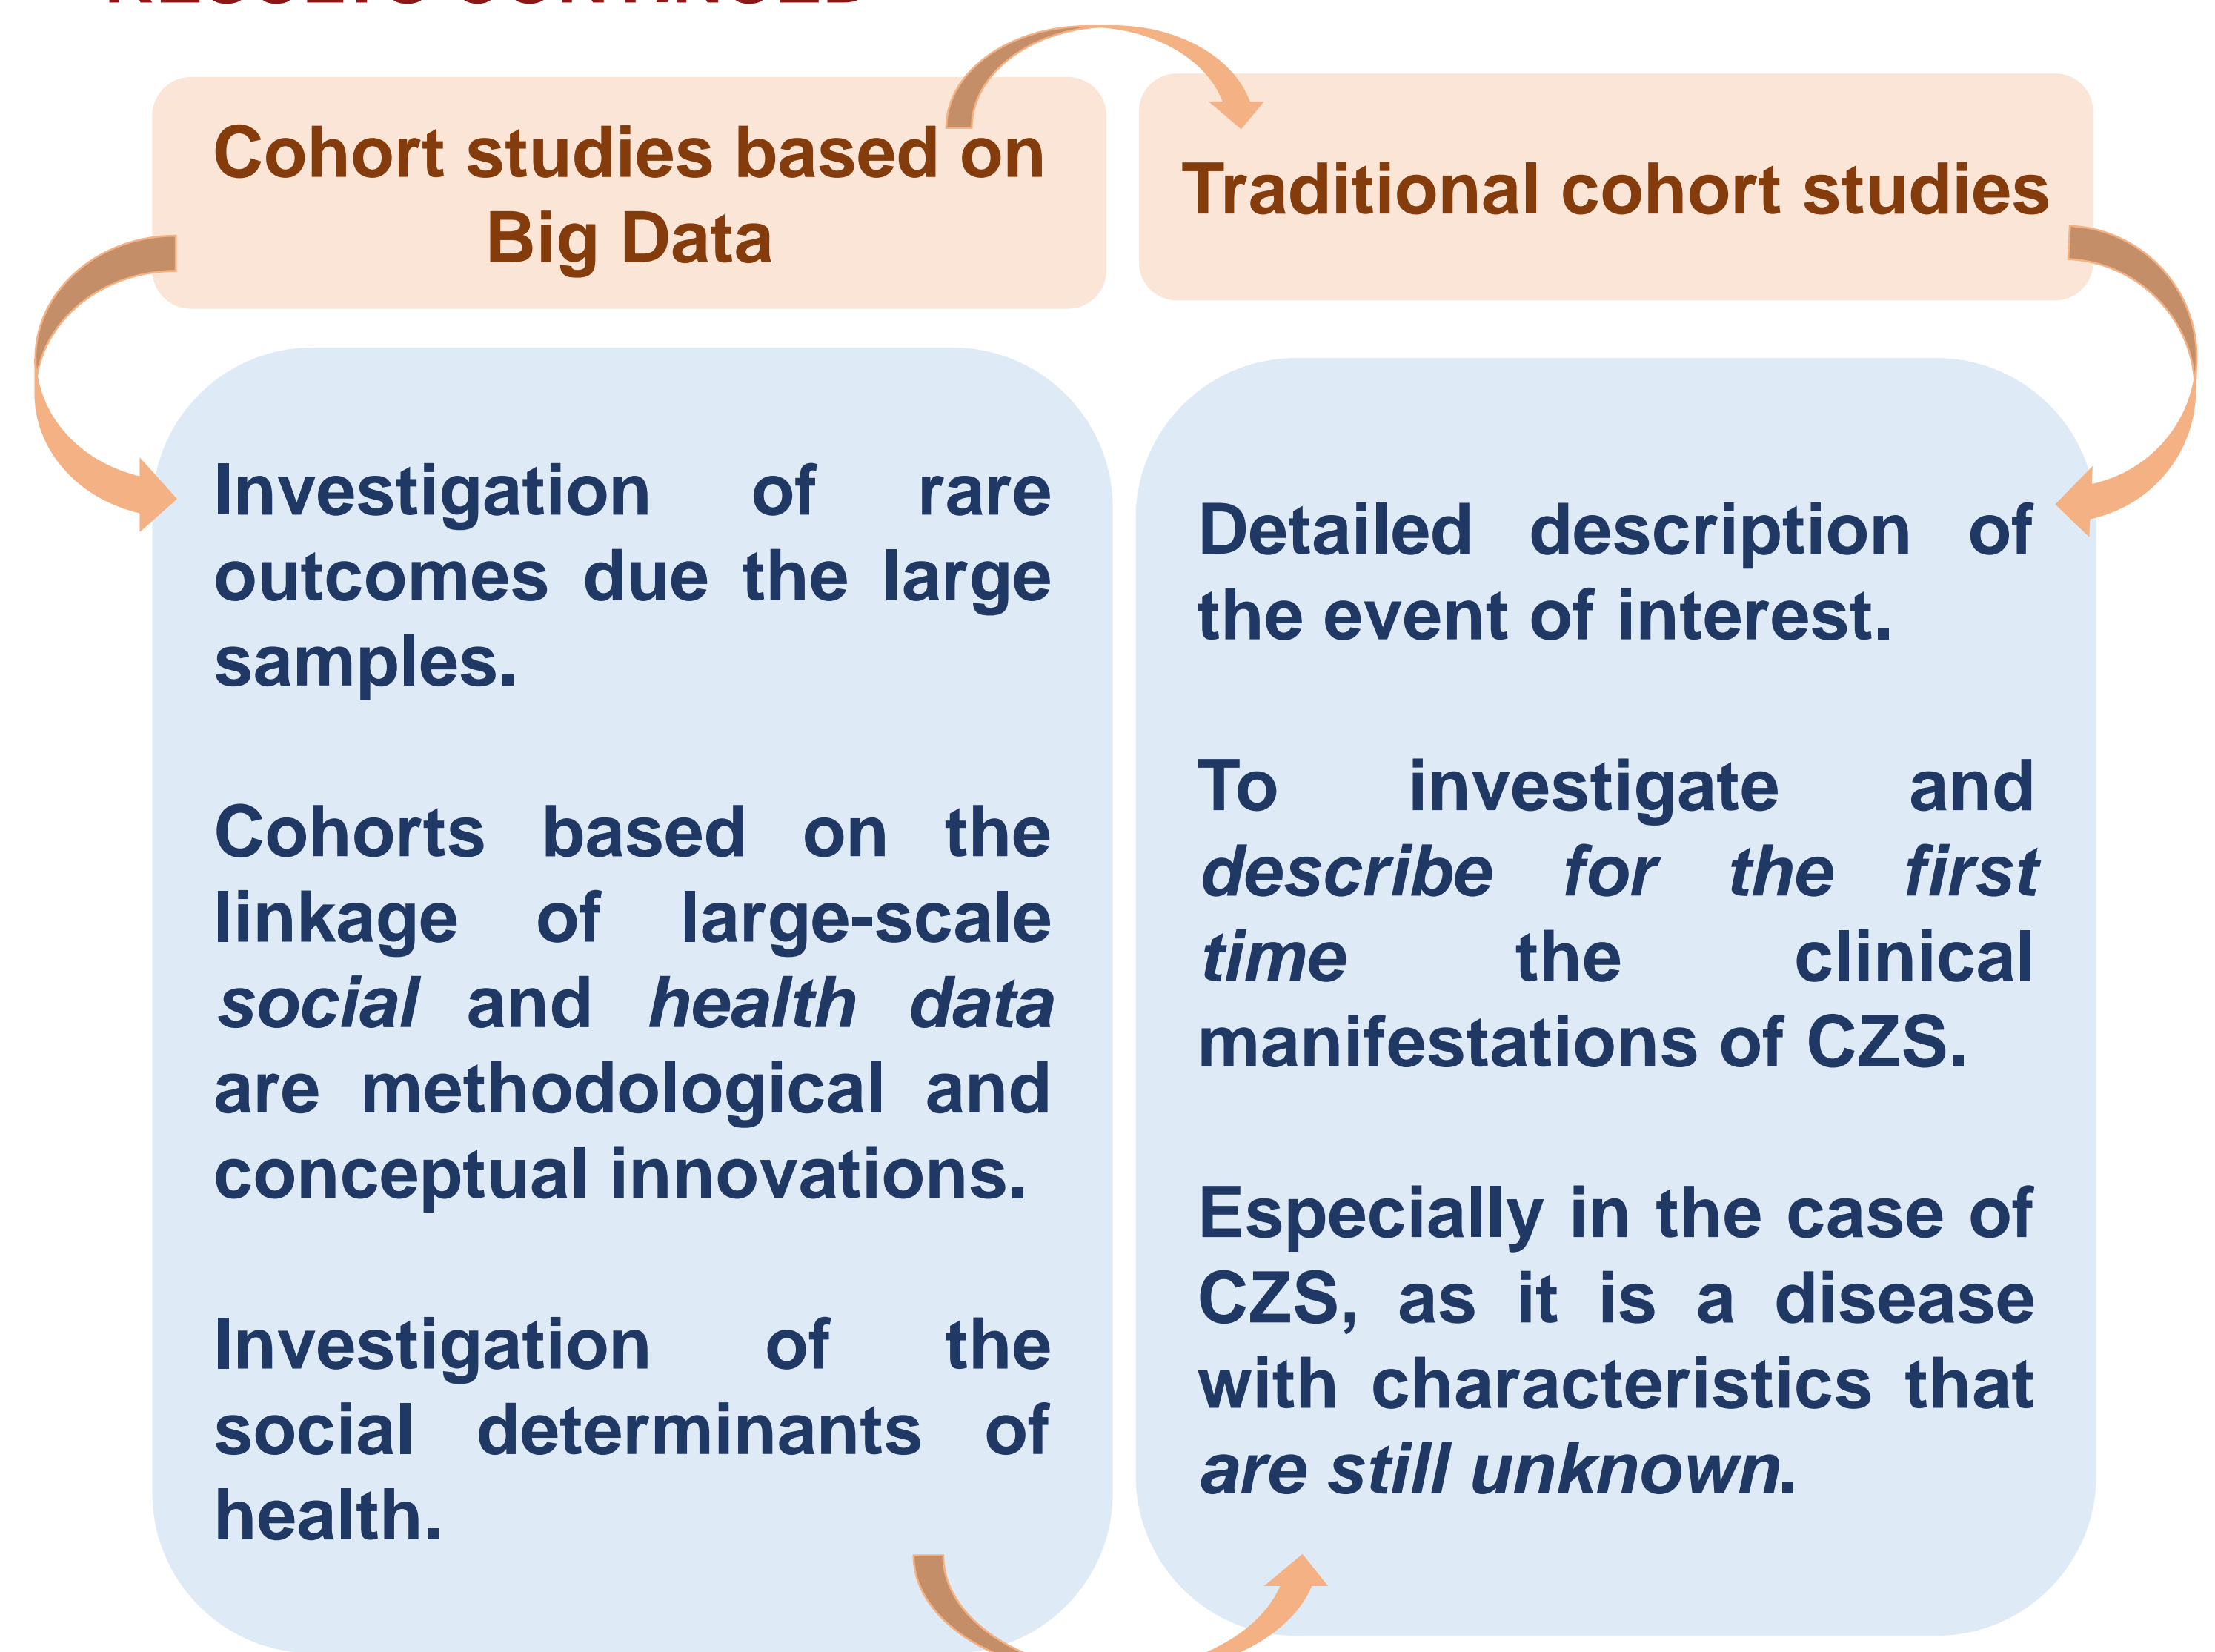 RESULTS CONTINUED
Cohort studies based on
Big Data
Traditional cohort studies
Investigation of rare
outcomes due the large
samples.
Cohorts based on the
linkage of large-scale
social and health data
are methodological and
conceptual innovations.
Investigation of the
social determinants of
health.
Detailed description of
the event of interest.
To investigate and
describe for the first
time the clinical
manifestations of CZS.
Especially in the case of
CZS, as it is a disease
with characteristics that
are still unknown.